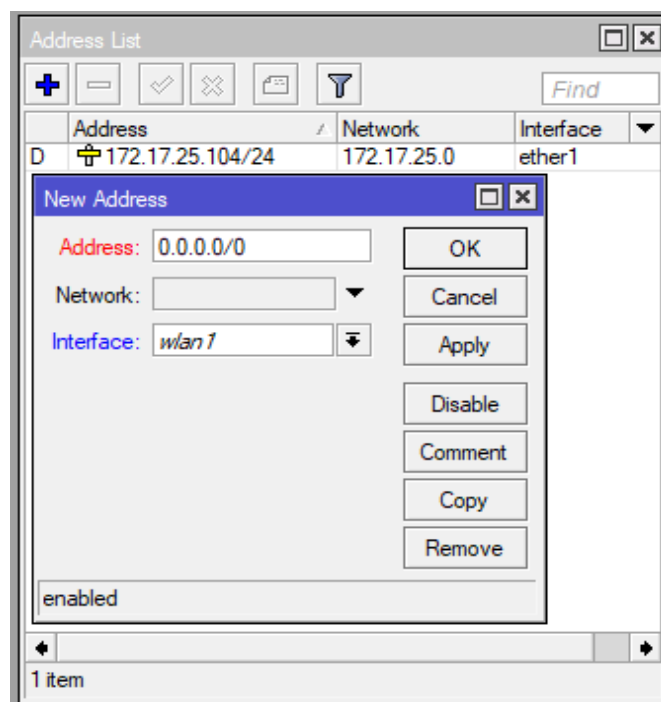 Address List
Find
Address Network Interface
D 172.17.25.104/24 172.17.25.0 ether1
New Address
Address: 0.0.0.0/0 OK
Network: Cancel
Interface: wlan1 Apply
Disable
Comment
Copy
Remove
enabled
1 item